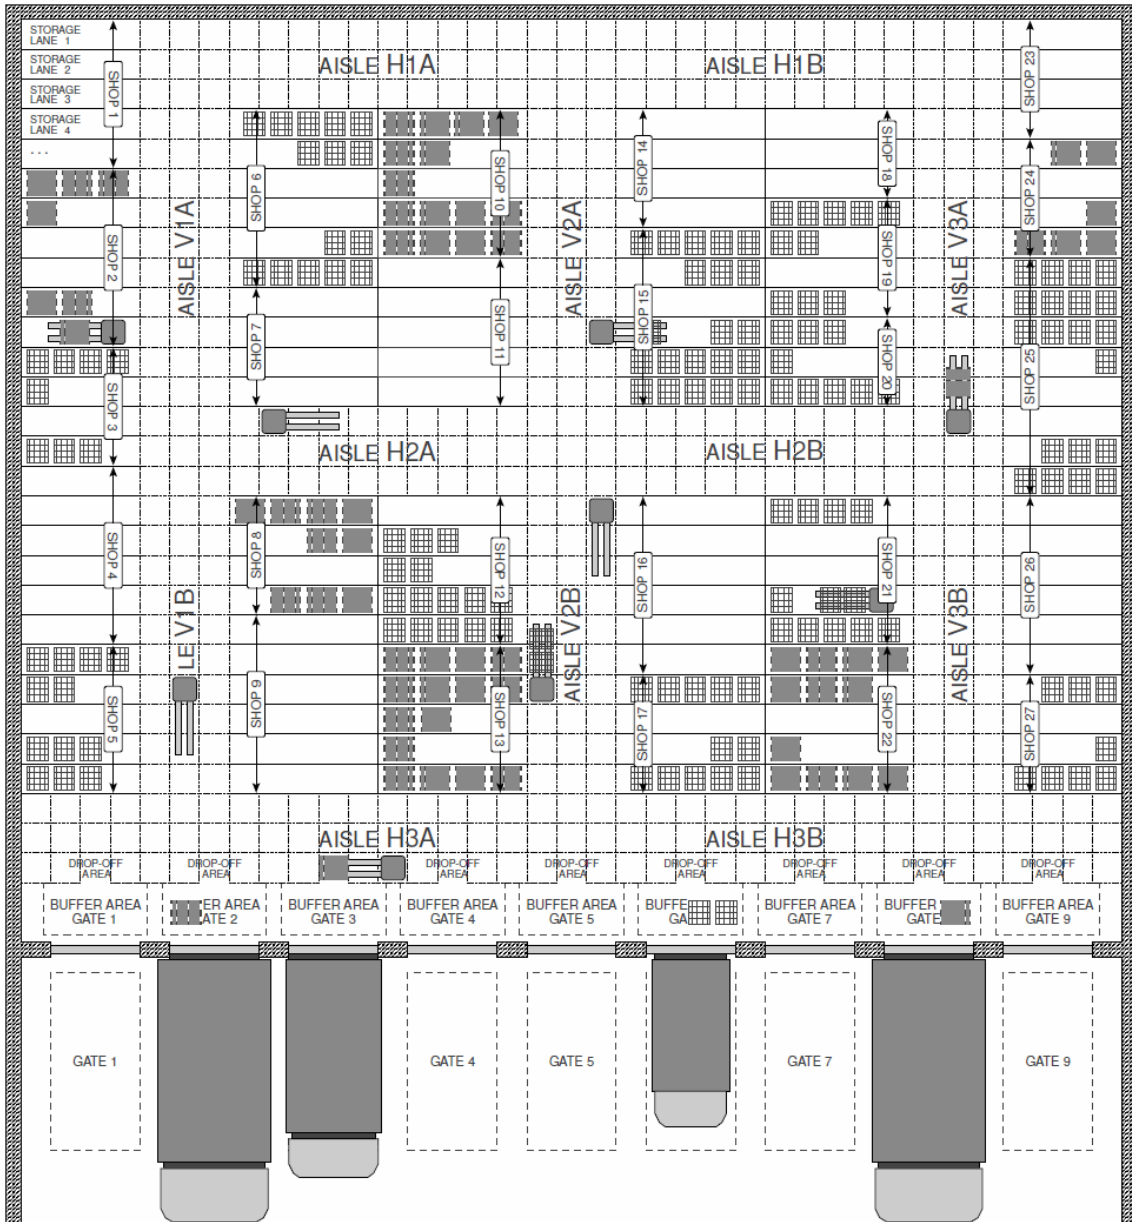 STORAGE
LANE 1
STORAGE
LANE 2
STORAGE
LANE 3
STORAGE
LANE 4
...
SHOP 1
SHOP 2
SHOP 3
SHOP 4
SHOP 5
AISLE V1A
LE V1B
SHOP 6
SHOP 7
SHOP 8
SHOP 9
AISLE H1A
AISLE H2A
AISLE H3A
SHOP 10
SHOP 11
SHOP 12
SHOP 13
AISLE V2A
AISLE V2B
SHOP 14
SHOP 15
SHOP 16
SHOP 17
AISLE H1B
AISLE H2B
AISLE H3B
SHOP 18
SHOP 19
SHOP 20
SHOP 21
SHOP 22
AISLE V3A
AISLE V3B
SHOP 23
SHOP 24
SHOP 25
SHOP 26
SHOP 27
DROP-OFF
AREA
DROP-OFF
AREA
DROP-OFF
AREA
DROP-OFF
AREA
DROP-OFF
AREA
DROP-OFF
AREA
DROP-OFF
AREA
DROP-OFF
AREA
BUFFER AREA
GATE 1
ER AREA
ATE 2
BUFFER AREA
GATE 3
BUFFER AREA
GATE 4
BUFFER AREA
GATE 5
BUFFE
GA
BUFFER AREA
GATE 7
BUFFER
GATE
BUFFER AREA
GATE 9
GATE 1
GATE 4
GATE 5
GATE 7
GATE 9